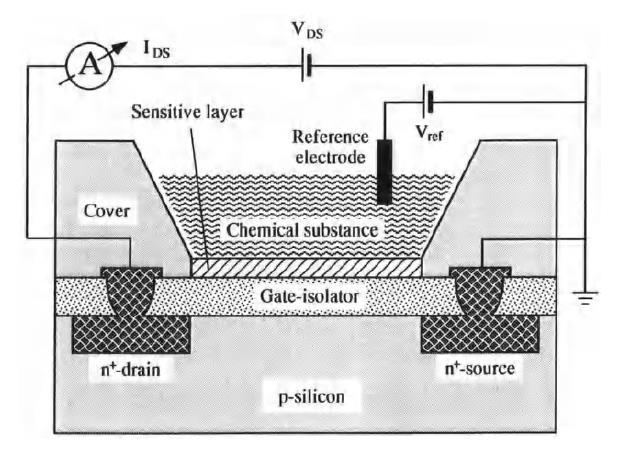 V_DS
I_DS
A
Sensitive layer
V_ref
Reference
electrode
Cover
Chemical substance
Gate-isolator
n⁺-drain
n⁺-source
p-silicon